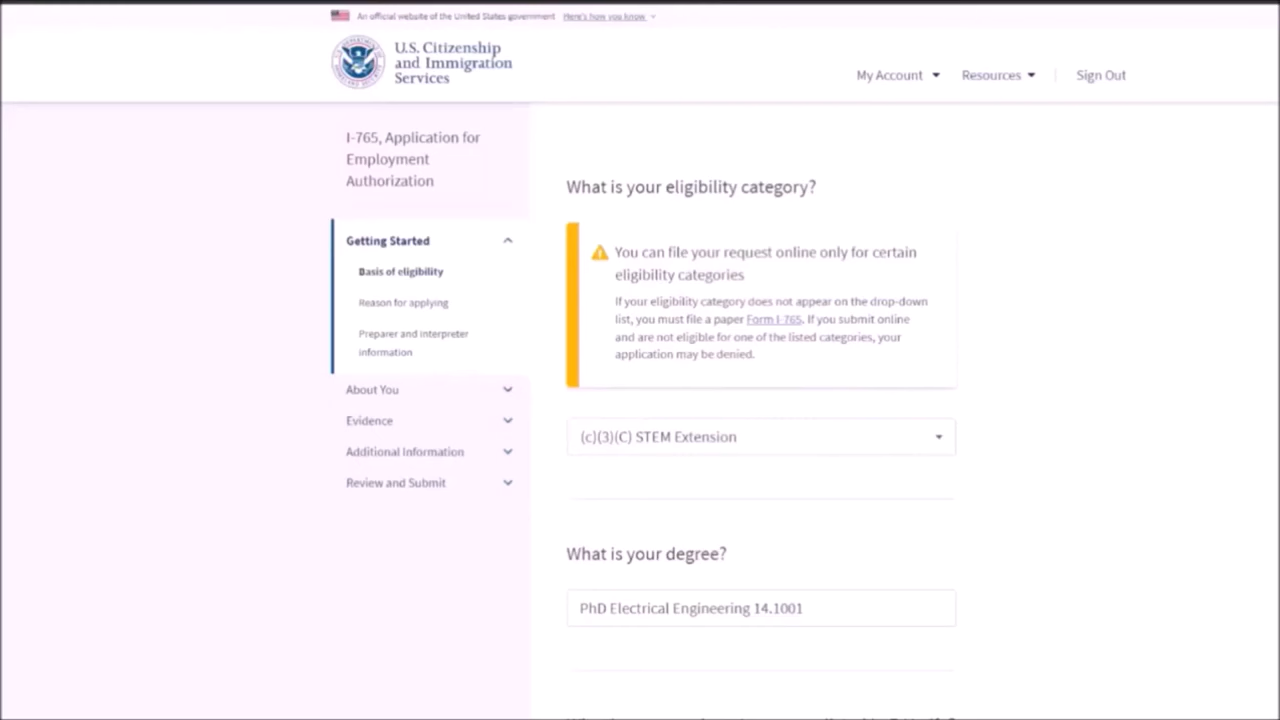 An official website of the United States government Here's how you know
U.S. Citizenship
and Immigration
Services
My Account
Resources
Sign Out
I-765, Application for
Employment
Authorization
Getting Started
Basis of eligibility
Reason for applying
Preparer and interpreter
information
About You
Evidence
Additional Information
Review and Submit
What is your eligibility category?
You can file your request online only for certain
eligibility categories
If your eligibility category does not appear on the drop-down
list, you must file a paper Form I-765. If you submit online
and are not eligible for one of the listed categories, your
application may be denied.
(c)(3)(C) STEM Extension
What is your degree?
PhD Electrical Engineering 14.1001